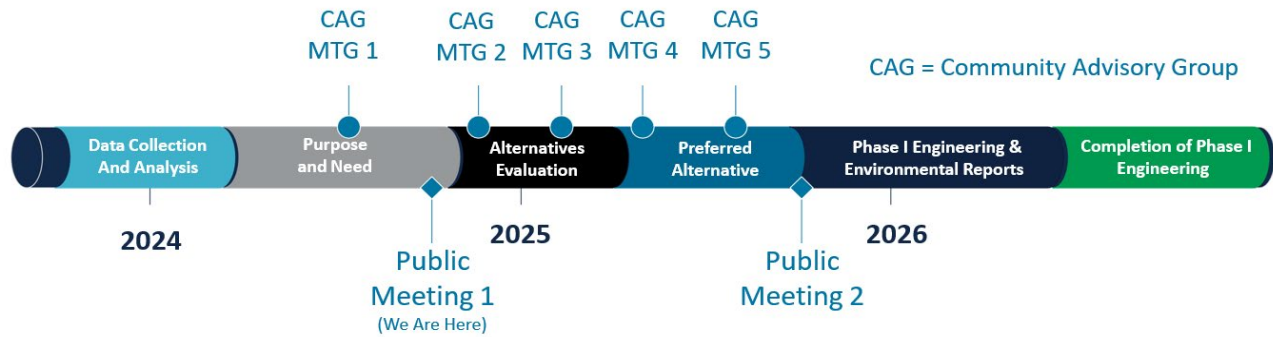 CAG
MTG 1
CAG
MTG 2
CAG
MTG 3
CAG
MTG 4
CAG
MTG 5
CAG = Community Advisory Group
Data Collection
And Analysis
Purpose
and Need
Alternatives
Evaluation
Preferred
Alternative
Phase I Engineering &
Environmental Reports
Completion of Phase I
Engineering
2024
2025
2026
Public
Meeting 1
(We Are Here)
Public
Meeting 2